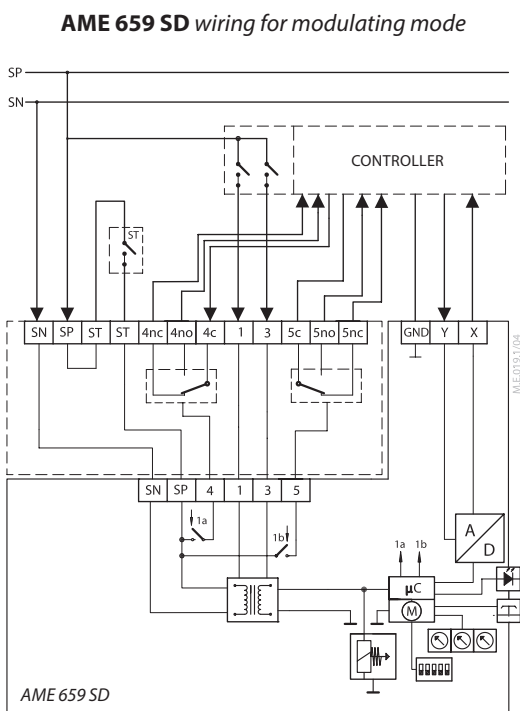 AME 659 SD wiring for modulating mode
SP
SN
CONTROLLER
ST
SN SP ST ST 4nc 4no 4c 1 3 5c 5no 5nc GND Y X
M.E.019.1/04
SN SP 4 1 3 5
1a
1b
1a 1b
A
D
µC
M
AME 659 SD